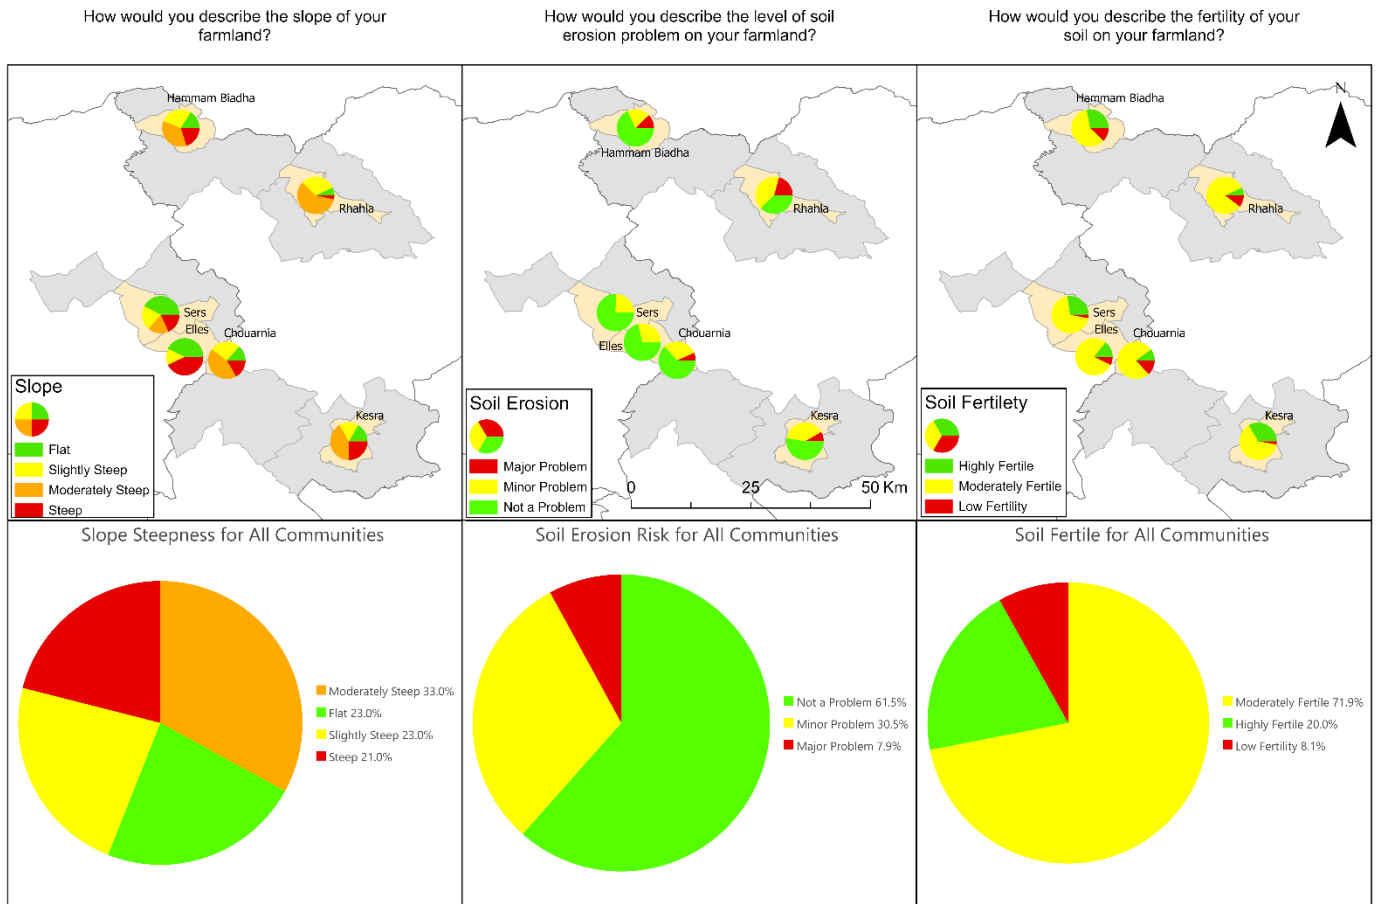 How would you describe the slope of your
farmland?
How would you describe the level of soil
erosion problem on your farmland?
How would you describe the fertility of your
soil on your farmland?
Hammam Biadha
Rhahla
Sers
Elles
Chouarnia
Kesra
Slope
Flat
Slightly Steep
Moderately Steep
Steep
Hammam Biadha
Rhahla
Sers
Elles
Chouarnia
Kesra
Soil Erosion
Major Problem
Minor Problem
Not a Problem
0 25 50 Km
N
Hammam Biadha
Rhahla
Sers
Elles
Chouarnia
Kesra
Soil Fertilety
Highly Fertile
Moderately Fertile
Low Fertility
Slope Steepness for All Communities
Moderately Steep 33.0%
Flat 23.0%
Slightly Steep 23.0%
Steep 21.0%
Soil Erosion Risk for All Communities
Not a Problem 61.5%
Minor Problem 30.5%
Major Problem 7.9%
Soil Fertile for All Communities
Moderately Fertile 71.9%
Highly Fertile 20.0%
Low Fertility 8.1%